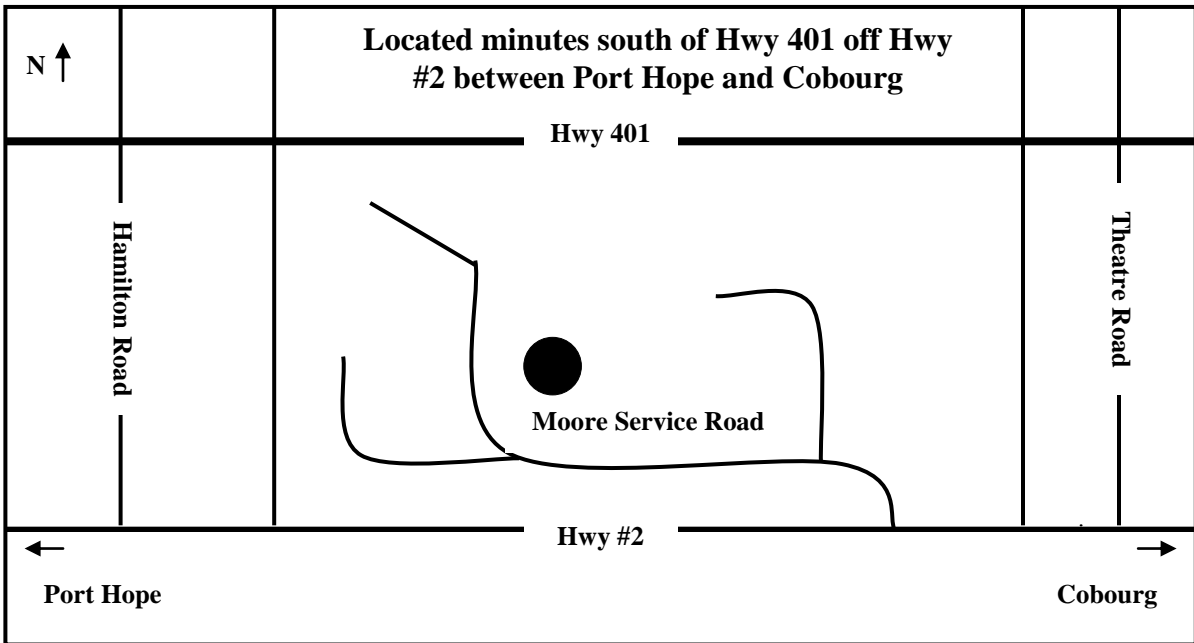 Located minutes south of Hwy 401 off Hwy
#2 between Port Hope and Cobourg
N
Hwy 401
Hamilton Road
Theatre Road
Moore Service Road
Hwy #2
Port Hope
Cobourg